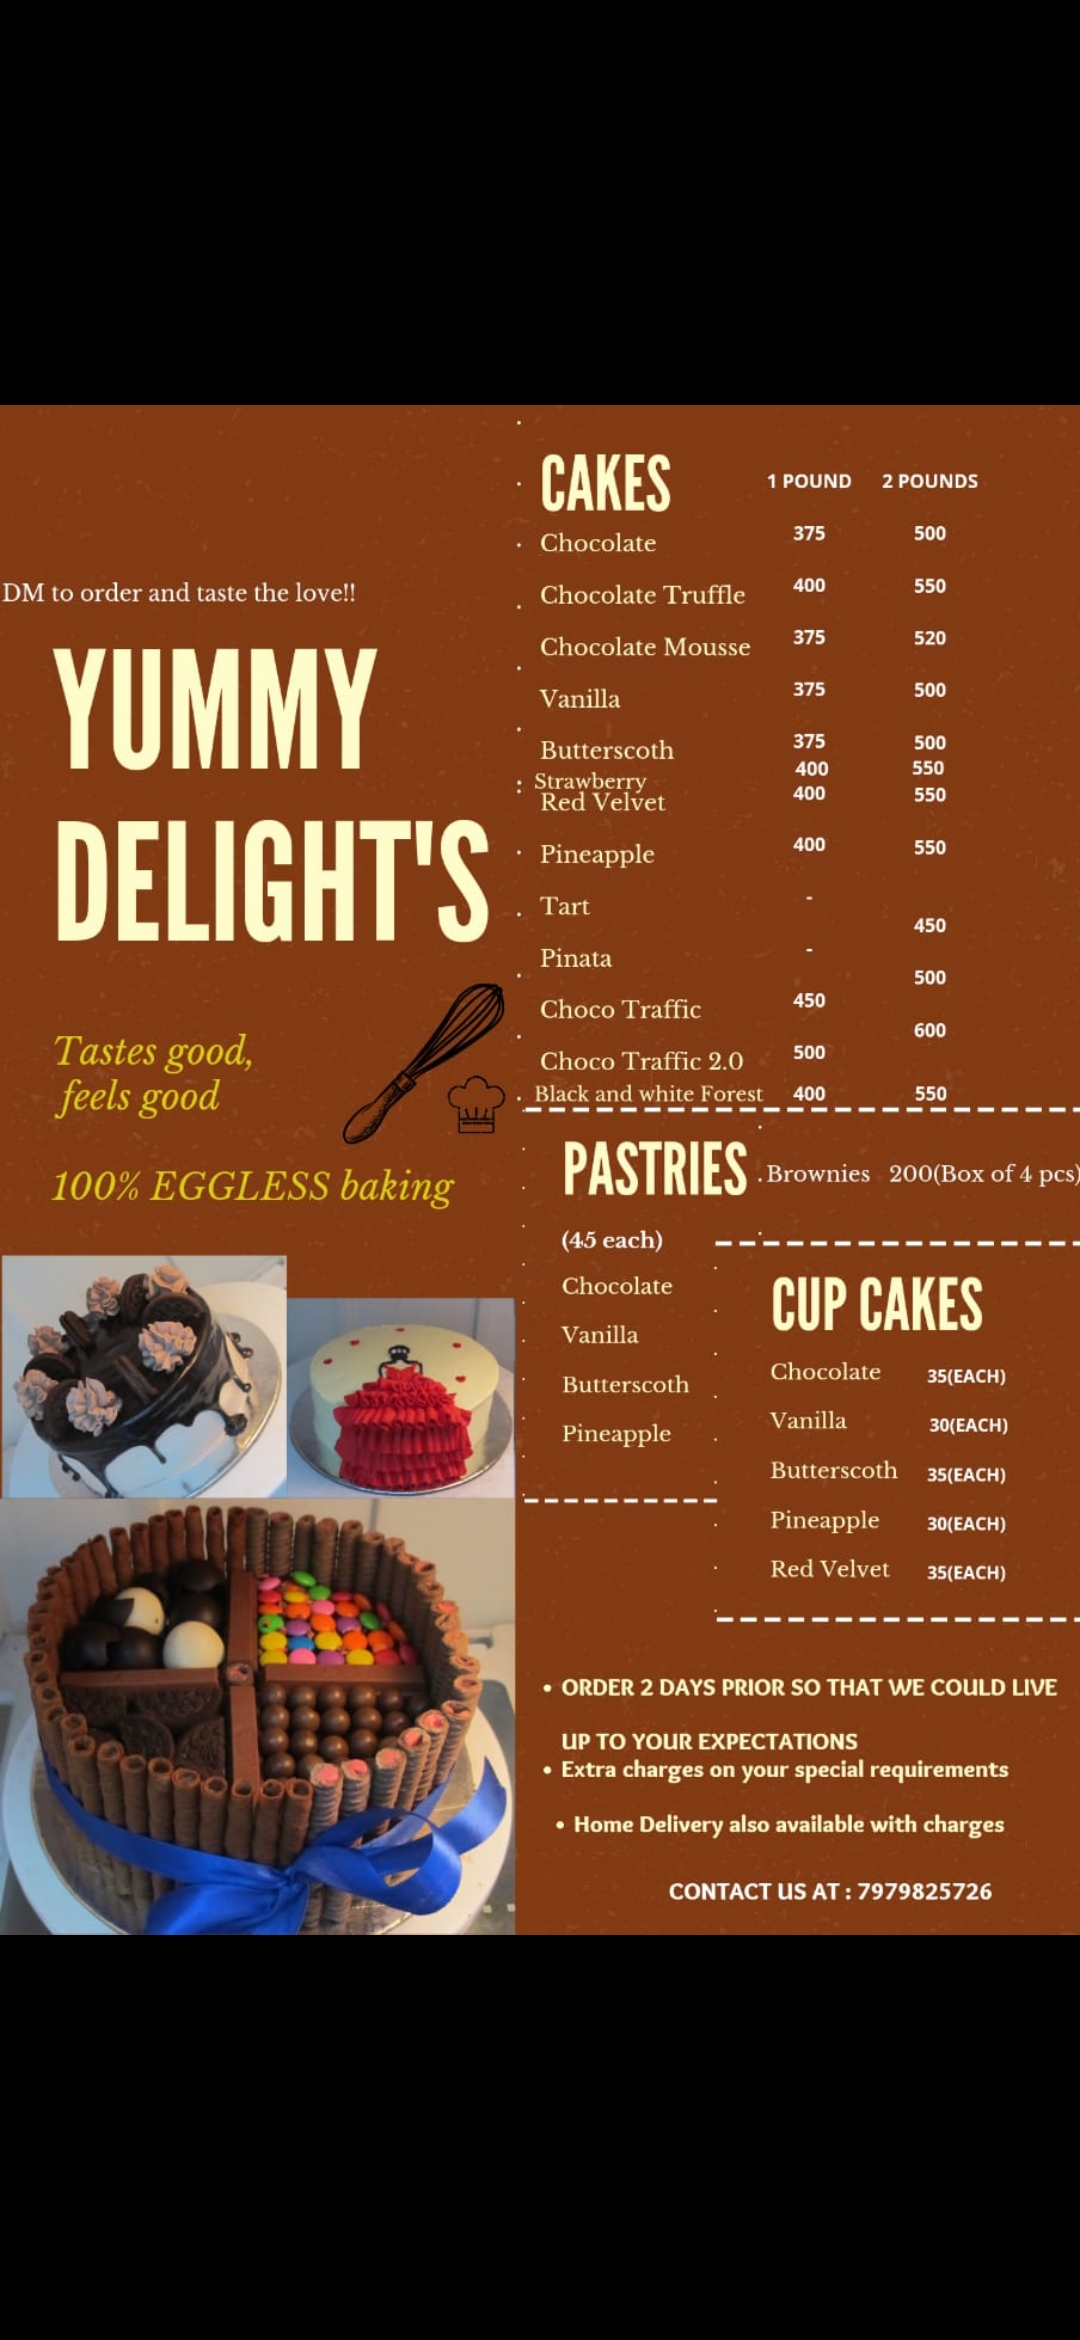 DM to order and taste the love!!
YUMMY
DELIGHT'S
Tastes good,
feels good
100% EGGLESS baking
CAKES 1 POUND 2 POUNDS
Chocolate 375 500
Chocolate Truffle 400 550
Chocolate Mousse 375 520
Vanilla 375 500
Butterscoth 375 500
Strawberry 400 550
Red Velvet 400 550
Pineapple 400 550
Tart - 450
Pinata - 500
Choco Traffic 450 600
Choco Traffic 2.0 500
Black and white Forest 400 550
PASTRIES
(45 each)
Chocolate
Vanilla
Butterscoth
Pineapple
Brownies 200(Box of 4 pcs)
CUP CAKES
Chocolate 35(EACH)
Vanilla 30(EACH)
Butterscoth 35(EACH)
Pineapple 30(EACH)
Red Velvet 35(EACH)
• ORDER 2 DAYS PRIOR SO THAT WE COULD LIVE
UP TO YOUR EXPECTATIONS
• Extra charges on your special requirements
• Home Delivery also available with charges
CONTACT US AT : 7979825726